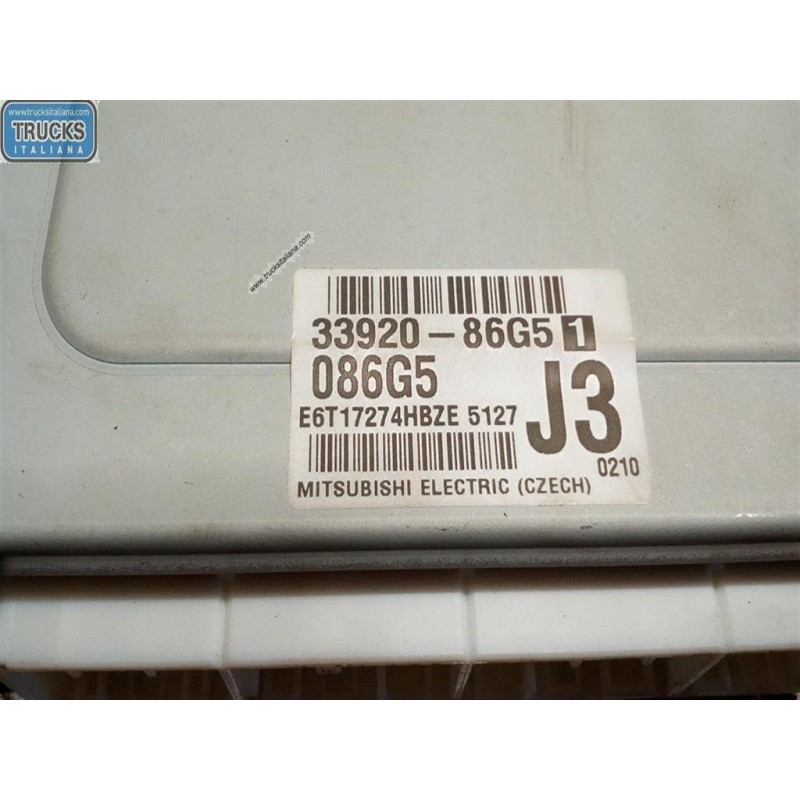 www.trucksitaliana.com
TRUCKS
ITALIANA
www.trucksitaliana.com
33920-86G5 1
086G5
J3
E6T17274HBZE 5127
0210
MITSUBISHI ELECTRIC (CZECH)